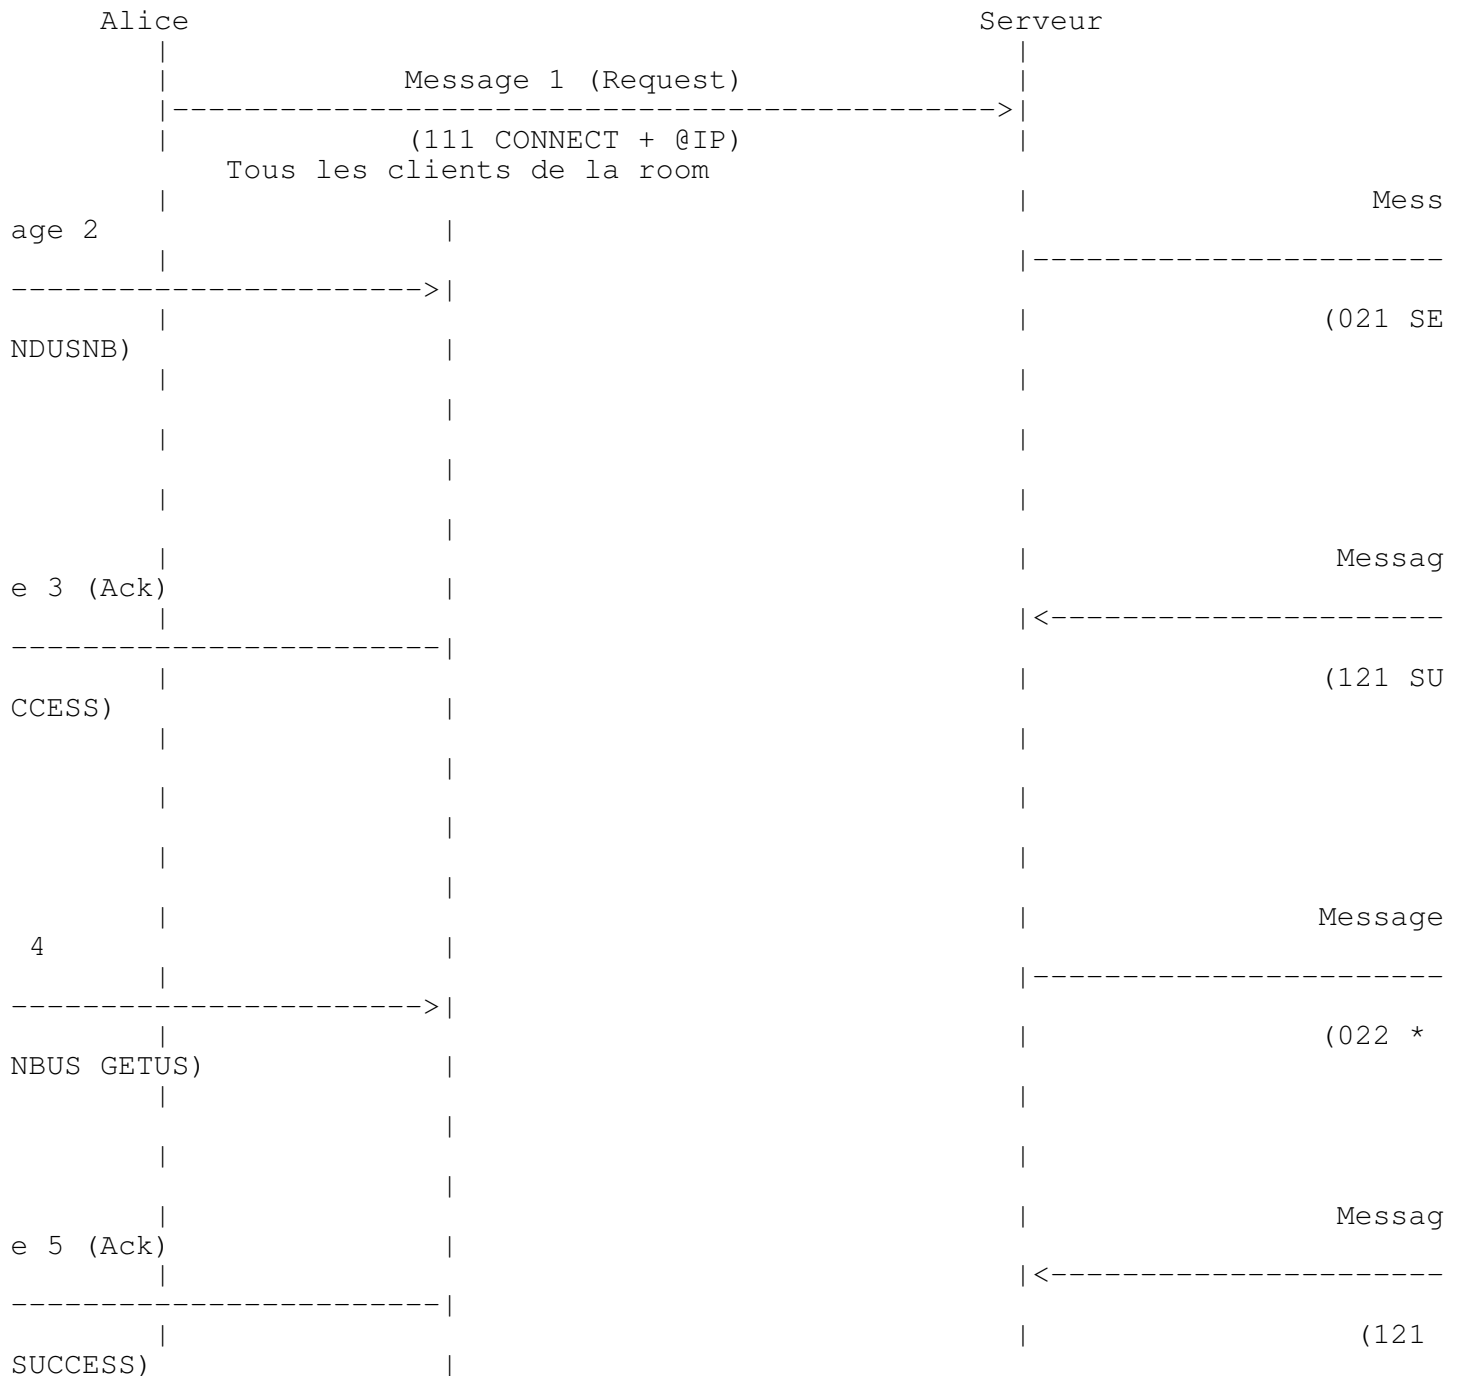 Alice                                            Serveur
|                                                |
|             Message 1 (Request)               |
|---------------------------------------------->|
|             (111 CONNECT + @IP)               |
Tous les clients de la room
|                                                |                   Mess
age 2                   |
|                                                |-----------------------
----------------------->|
|                                                |                (021 SE
NDUSNB)                 |
|                                                |
|
|                                                |
|
|                                                |
|
|                                                |                 Messag
e 3 (Ack)               |
|                                                |<----------------------
------------------------|
|                                                |                (121 SU
CCESS)                  |
|                                                |
|
|                                                |
|
|                                                |
|
|                                                |                Message
4                      |
|                                                |-----------------------
----------------------->|
|                                                |                (022 *
NBUS GETUS)             |
|                                                |
|
|                                                |
|
|                                                |                 Messag
e 5 (Ack)               |
|                                                |<----------------------
------------------------|
|                                                |                  (121
SUCCESS)                |